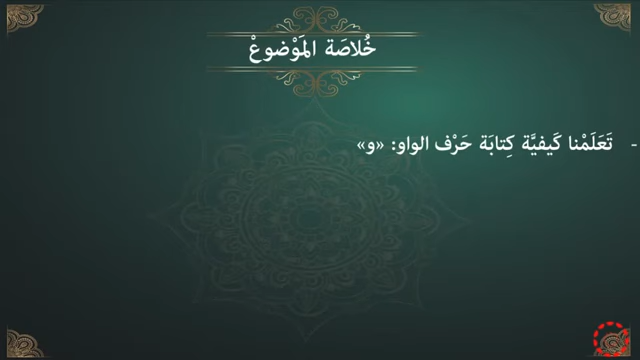 خُلاصَة المَوْضوعْ
- تَعَلَمْنا كَيفيَّة كِتابَة حَرْف الواو: «و»